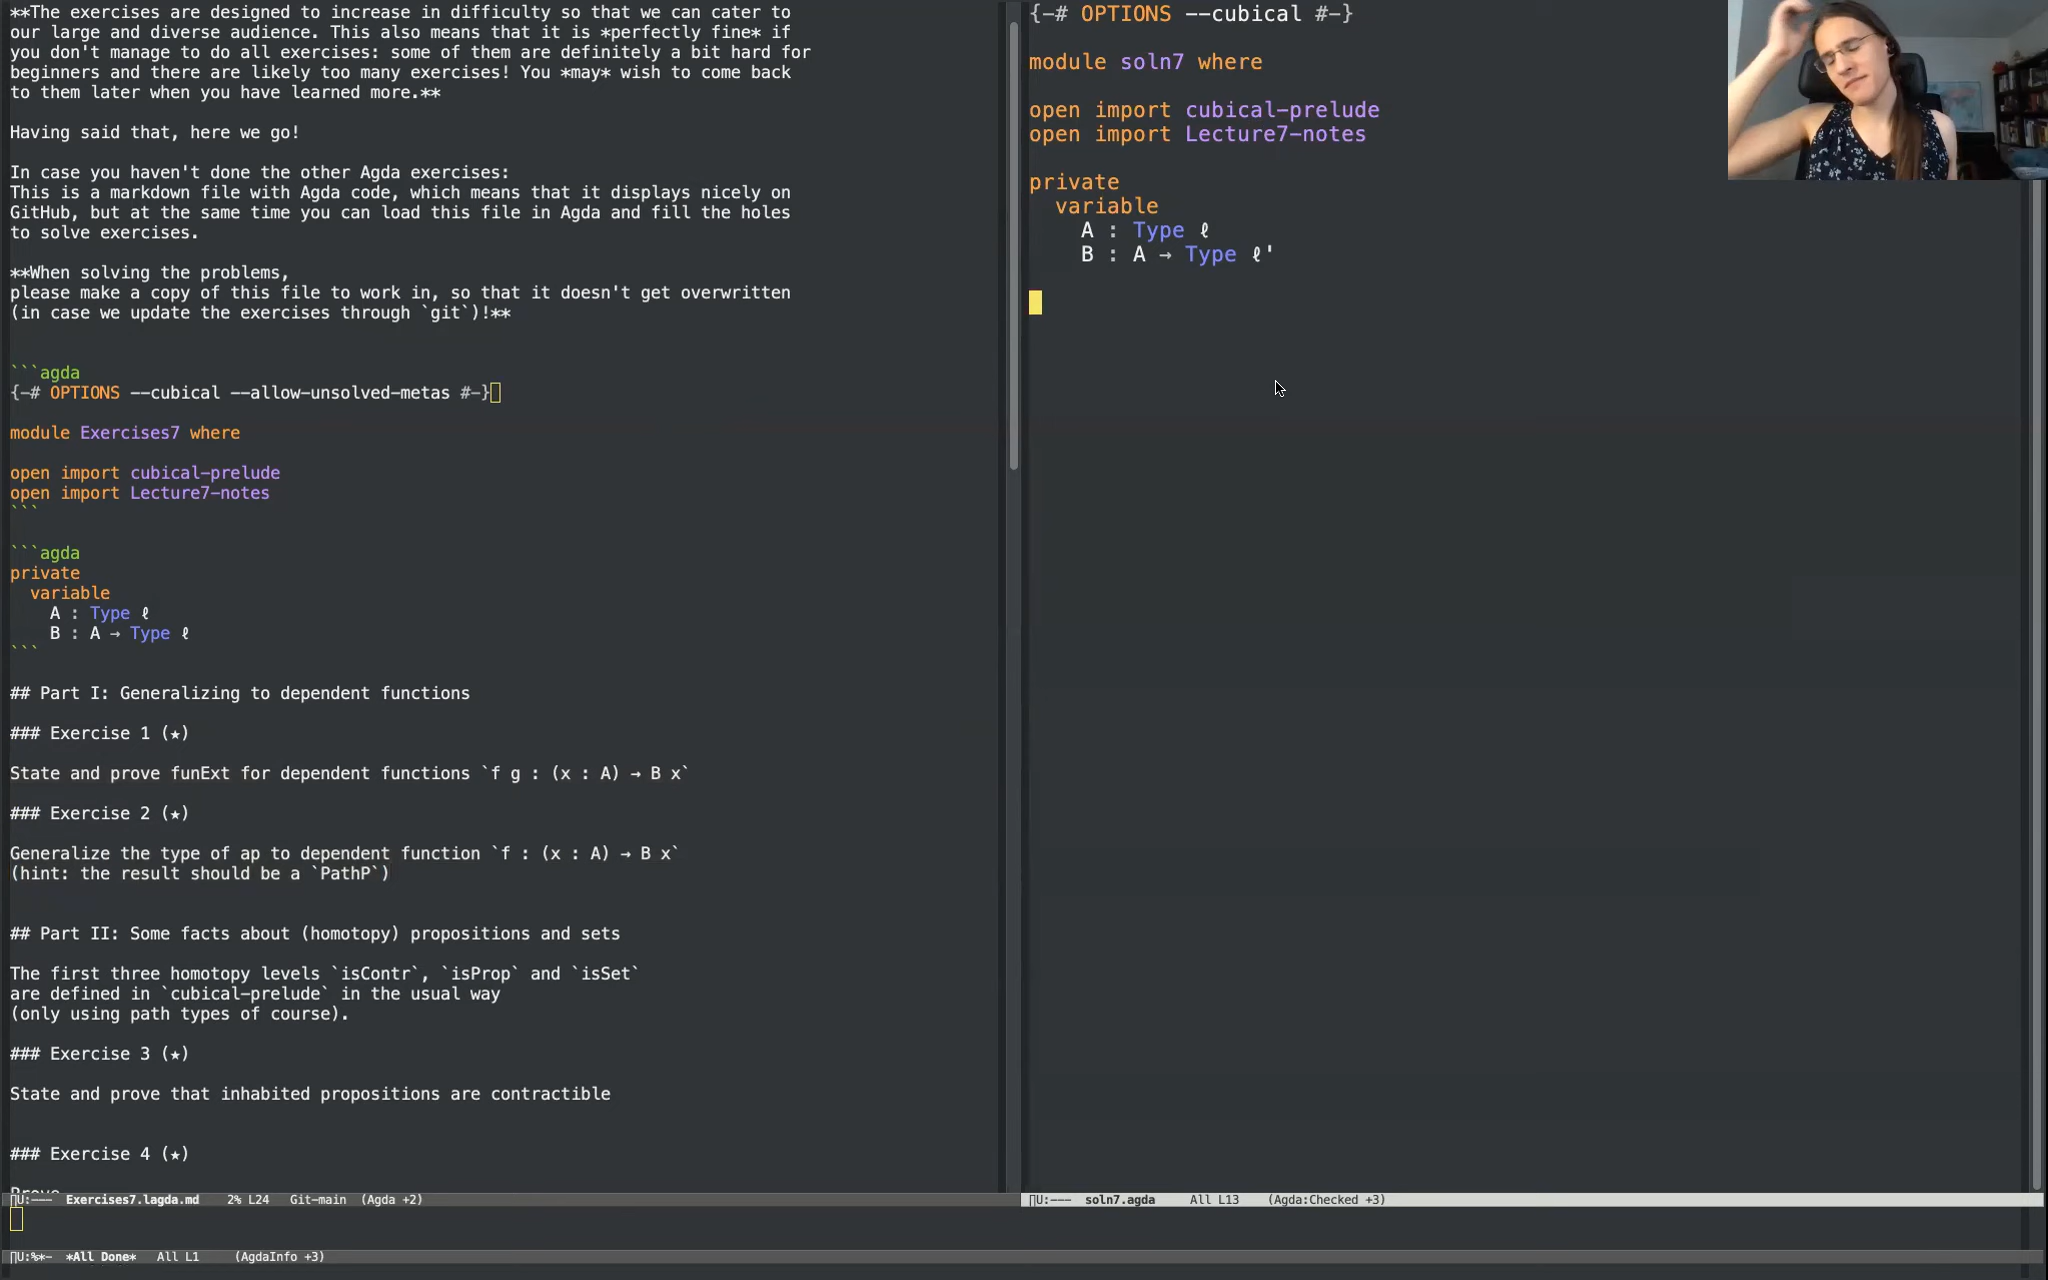 **The exercises are designed to increase in difficulty so that we can cater to
our large and diverse audience. This also means that it is *perfectly fine* if
you don't manage to do all exercises: some of them are definitely a bit hard for
beginners and there are likely too many exercises! You *may* wish to come back
to them later when you have learned more.**
Having said that, here we go!
In case you haven't done the other Agda exercises:
This is a markdown file with Agda code, which means that it displays nicely on
GitHub, but at the same time you can load this file in Agda and fill the holes
to solve exercises.
**When solving the problems,
please make a copy of this file to work in, so that it doesn't get overwritten
(in case we update the exercises through `git`)!**
```agda
{-# OPTIONS --cubical --allow-unsolved-metas #-}
module Exercises7 where
open import cubical-prelude
open import Lecture7-notes
```
```agda
private
  variable
    A : Type ℓ
    B : A → Type ℓ
```
## Part I: Generalizing to dependent functions
### Exercise 1 (★)
State and prove funExt for dependent functions `f g : (x : A) → B x`
### Exercise 2 (★)
Generalize the type of ap to dependent function `f : (x : A) → B x`
(hint: the result should be a `PathP`)
## Part II: Some facts about (homotopy) propositions and sets
The first three homotopy levels `isContr`, `isProp` and `isSet`
are defined in `cubical-prelude` in the usual way
(only using path types of course).
### Exercise 3 (★)
State and prove that inhabited propositions are contractible
### Exercise 4 (★)
Prove
U:--- Exercises7.lagda.md 2% L24 Git-main (Agda +2)
{-# OPTIONS --cubical #-}
module soln7 where
open import cubical-prelude
open import Lecture7-notes
private
  variable
    A : Type ℓ
    B : A → Type ℓ'
U:--- soln7.agda All L13 (Agda:Checked +3)
U:%*- *All Done* All L1 (AgdaInfo +3)